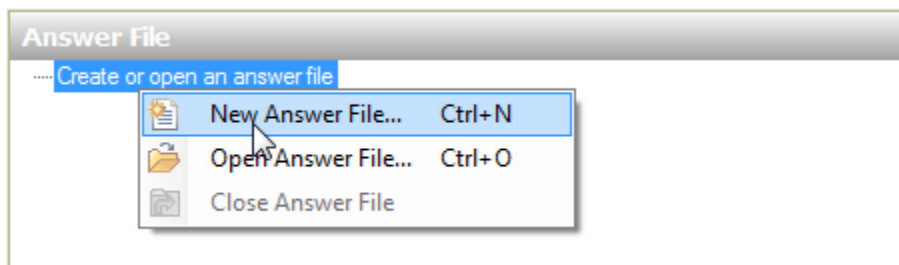 Answer File
Create or open an answer file
New Answer File... Ctrl+N
Open Answer File... Ctrl+O
Close Answer File